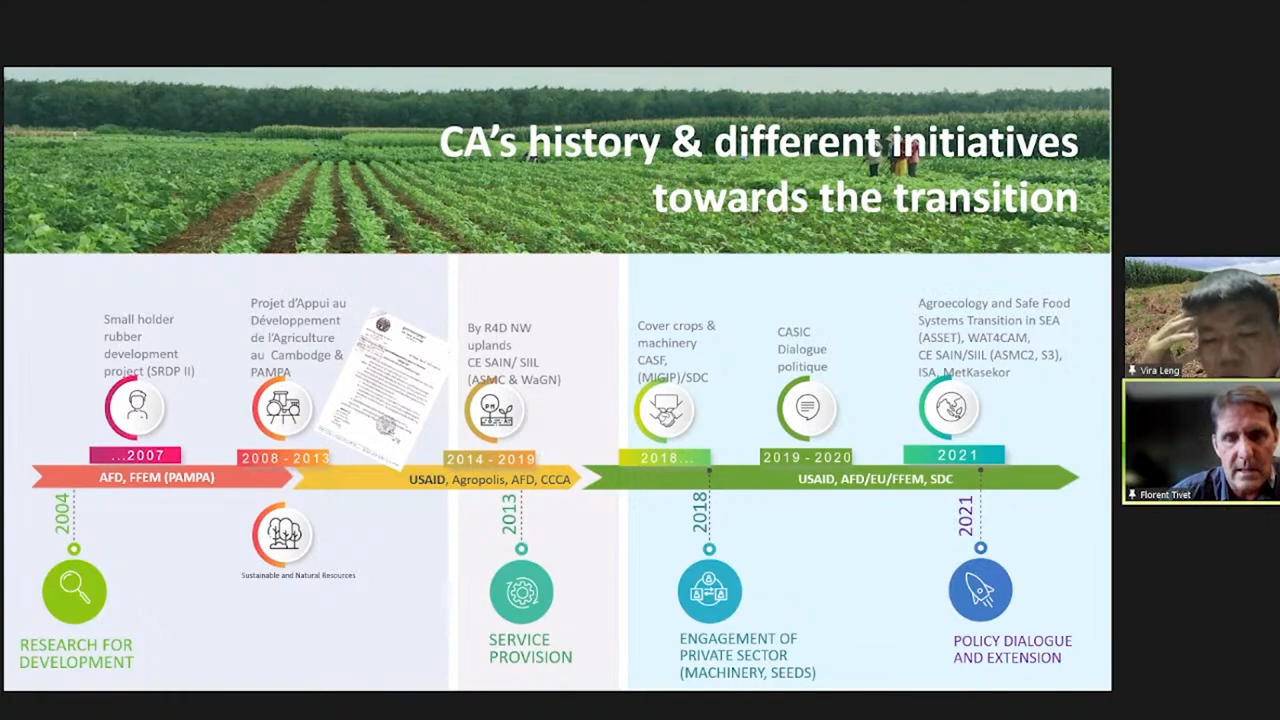 CA's history & different initiatives
towards the transition
Small holder
rubber
development
project (SRDP II)
Projet d'Appui au
Développement
de l'Agriculture
au Cambodge &
PAMPA
By R4D NW
uplands
CE SAIN/ SIIL
(ASMC & WaGN)
Cover crops &
machinery
CASF,
(MIGIP)/SDC
CASIC
Dialogue
politique
Agroecology and Safe Food
Systems Transition in SEA
(ASSET), WAT4CAM,
CE SAIN/SIIL (ASMC2, S3),
ISA, MetKasekor
...2007
2008 - 2013
2014 - 2019
2018...
2019 - 2020
2021
AFD, FFEM (PAMPA)
USAID, Agropolis, AFD, CCCA
USAID, AFD/EU/FFEM, SDC
2004
2013
2018
2021
Sustainable and Natural Resources
RESEARCH FOR
DEVELOPMENT
SERVICE
PROVISION
ENGAGEMENT OF
PRIVATE SECTOR
(MACHINERY, SEEDS)
POLICY DIALOGUE
AND EXTENSION
Vira Leng
Florent Tivet